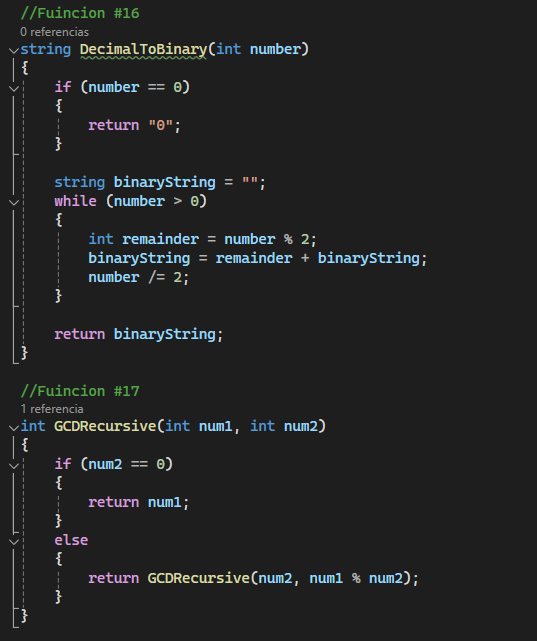 //Fuincion #16
0 referencias
string DecimalToBinary(int number)
{
if (number == 0)
{
return "0";
}
string binaryString = "";
while (number > 0)
{
int remainder = number % 2;
binaryString = remainder + binaryString;
number /= 2;
}
return binaryString;
}
//Fuincion #17
1 referencia
int GCDRecursive(int num1, int num2)
{
if (num2 == 0)
{
return num1;
}
else
{
return GCDRecursive(num2, num1 % num2);
}
}